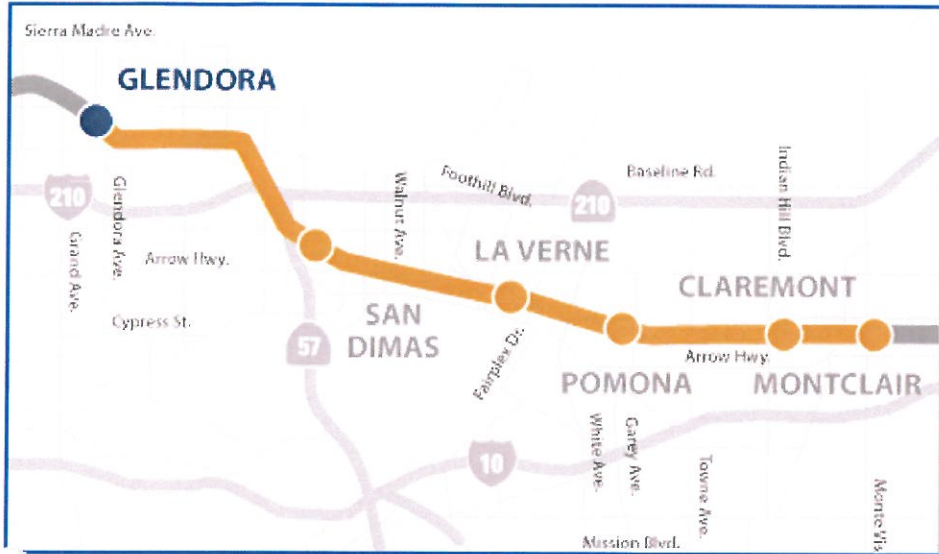 Sierra Madre Ave.
GLENDORA
210
Glendora Ave.
Grand Ave.
Walnut Ave.
Foothill Blvd.
210
Baseline Rd.
Indian Hill Blvd.
Arrow Hwy.
LA VERNE
CLAREMONT
Cypress St.
57
SAN
DIMAS
Fairplex Dr.
Arrow Hwy.
POMONA
MONTCLAIR
10
White Ave.
Garey Ave.
Towne Ave.
Monte Vis
Mission Blvd.